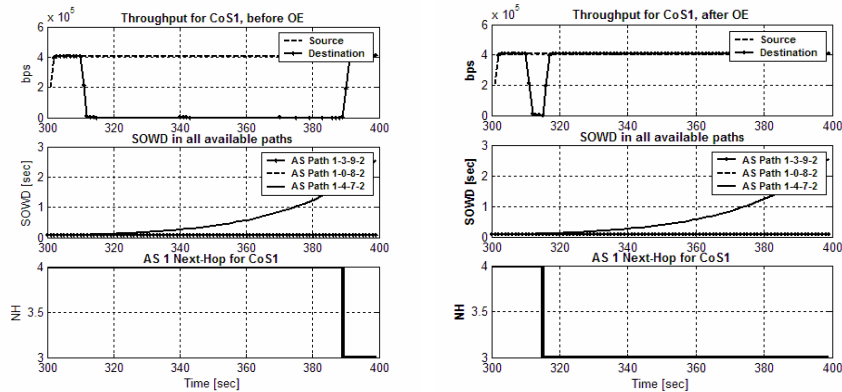 x 10^5 Throughput for CoS1, before OE
6
4
2
0
bps
Source
Destination
300 320 340 360 380 400
SOWD in all available paths
3
2
1
0
SOWD [sec]
AS Path 1-3-9-2
AS Path 1-0-8-2
AS Path 1-4-7-2
300 320 340 360 380 400
AS 1 Next-Hop for CoS1
4
3.5
3
NH
300 320 340 360 380 400
Time [sec]
x 10^5 Throughput for CoS1, after OE
6
4
2
0
bps
Source
Destination
300 320 340 360 380 400
SOWD in all available paths
3
2
1
0
SOWD [sec]
AS Path 1-3-9-2
AS Path 1-0-8-2
AS Path 1-4-7-2
300 320 340 360 380 400
AS 1 Next-Hop for CoS1
4
3.5
3
NH
300 320 340 360 380 400
Time [sec]